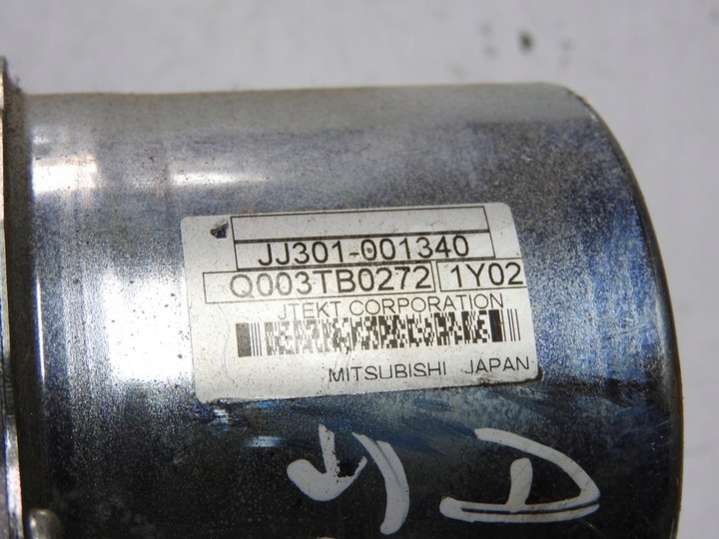 JJ301-001340
Q003TB0272 1Y02
JTEKT CORPORATION
MITSUBISHI JAPAN